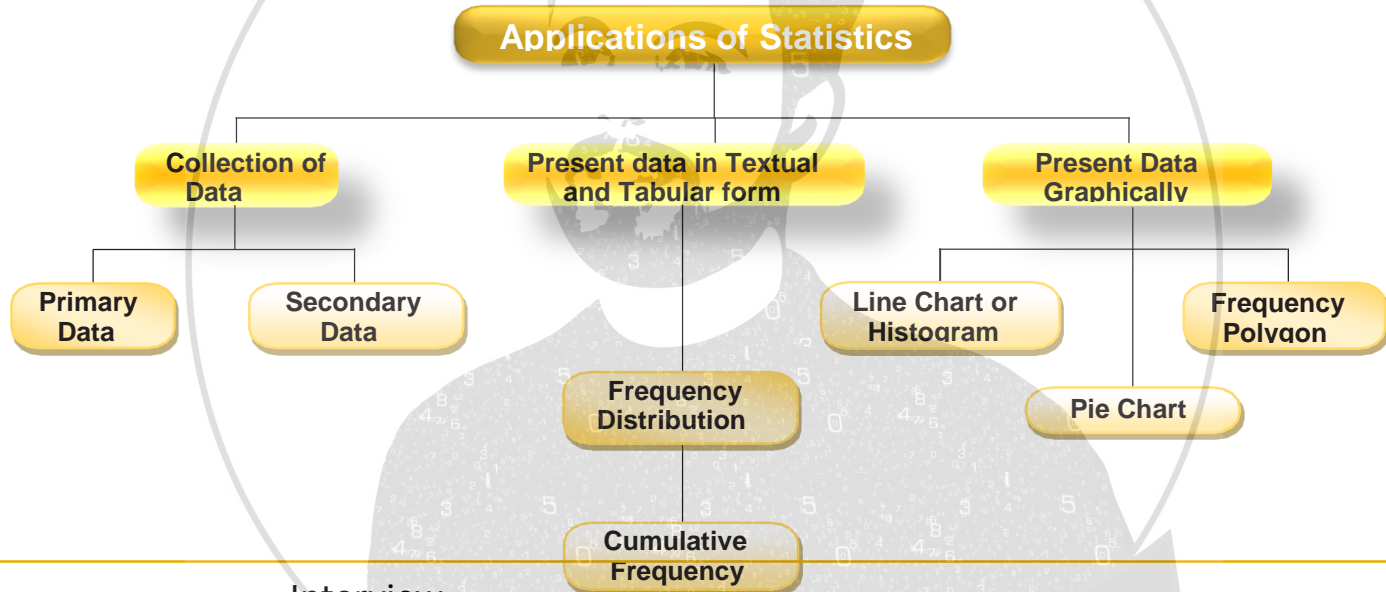 Applications of Statistics
Collection of
Data
Present data in Textual
and Tabular form
Present Data
Graphically
Primary
Data
Secondary
Data
Line Chart or
Histogram
Frequency
Polygon
Frequency
Distribution
Pie Chart
Cumulative
Frequency
Interview